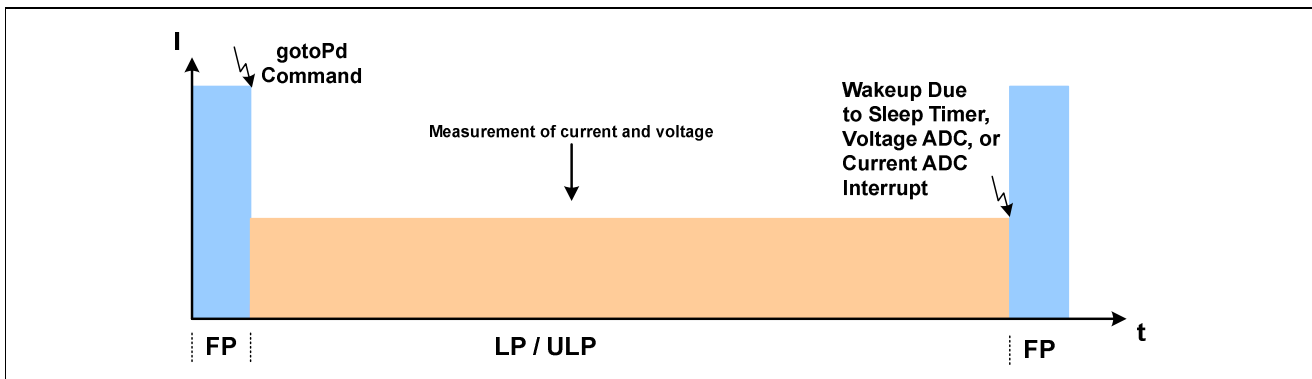 I
gotoPd
Command
Measurement of current and voltage
Wakeup Due
to Sleep Timer,
Voltage ADC, or
Current ADC
Interrupt
t
FP
LP / ULP
FP